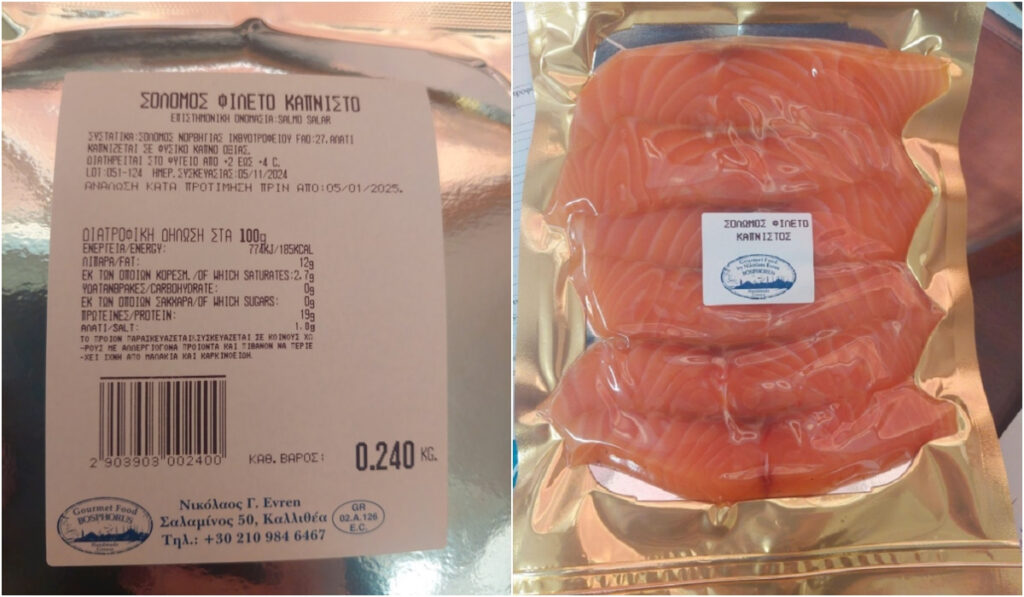 ΣΟΛΟΜΟΣ ΦΙΛΕΤΟ ΚΑΠΝΙΣΤΟ
ΕΠΙΣΤΗΜΟΝΙΚΗ ΟΝΟΜΑΣΙΑ:SALMO SALAR
ΣΥΣΤΑΤΙΚΑ:ΣΟΛΟΜΟΣ ΝΟΡΒΗΓΙΑΣ ΙΧΘΥΟΤΡΟΦΕΙΟΥ FAO:27.ΑΛΑΤΙ
ΚΑΠΝΙΖΕΤΑΙ ΣΕ ΦΥΣΙΚΟ ΚΑΠΝΟ ΟΞΙΑΣ.
ΔΙΑΤΗΡΕΙΤΑΙ ΣΤΟ ΨΥΓΕΙΟ ΑΠΟ +2 ΕΩΣ +4 C.
LOT:051-124 ΗΜΕΡ.ΣΥΣΚΕΥΑΣΙΑΣ:05/11/2024
ΑΝΑΛΩΣΗ ΚΑΤΑ ΠΡΟΤΙΜΗΣΗ ΠΡΙΝ ΑΠΟ:05/01/2025.
ΔΙΑΤΡΟΦΙΚΗ ΔΗΛΩΣΗ ΣΤΑ 100g
ΕΝΕΡΓΕΙΑ/ENERGY: 774KJ/185KCAL
ΛΙΠΑΡΑ/FAT: 12g
ΕΚ ΤΩΝ ΟΠΟΙΩΝ ΚΟΡΕΣΜ./OF WHICH SATURATES:2.7g
ΥΔΑΤΑΝΘΡΑΚΕΣ/CARBOHYDRATE: 0g
ΕΚ ΤΩΝ ΟΠΟΙΩΝ ΣΑΚΧΑΡΑ/OF WHICH SUGARS: 0g
ΠΡΩΤΕΙΝΕΣ/PROTEIN: 19g
ΑΛΑΤΙ/SALT: 1.8g
ΤΟ ΠΡΟΙΟΝ ΠΑΡΑΣΚΕΥΑΖΕΤΑΙ.ΣΥΣΚΕΥΑΖΕΤΑΙ ΣΕ ΚΟΙΝΟΥΣ ΧΩ
-ΡΟΥΣ ΜΕ ΑΛΛΕΡΓΙΟΓΟΝΑ ΠΡΟΙΟΝΤΑ ΚΑΙ ΠΙΘΑΝΟΝ ΝΑ ΠΕΡΙΕ
-ΧΕΙ ΙΧΝΗ ΑΠΟ ΜΑΛΑΚΙΑ ΚΑΙ ΚΑΡΚΙΝΟΕΙΔΗ.
2 903903 002400
ΚΑΘ.ΒΑΡΟΣ: 0.240 KG.
Gourmet Food
BOSPHORUS
Νικόλαος Γ. Evren
Σαλαμίνος 50, Καλλιθέα
Τηλ.: +30 210 984 6467
GR
02.A.126
E.C.
ΣΟΛΟΜΟΣ ΦΙΛΕΤΟ
ΚΑΠΝΙΣΤΟΣ
Gourmet Food
by Nikolaos Evren
BOSPHORUS